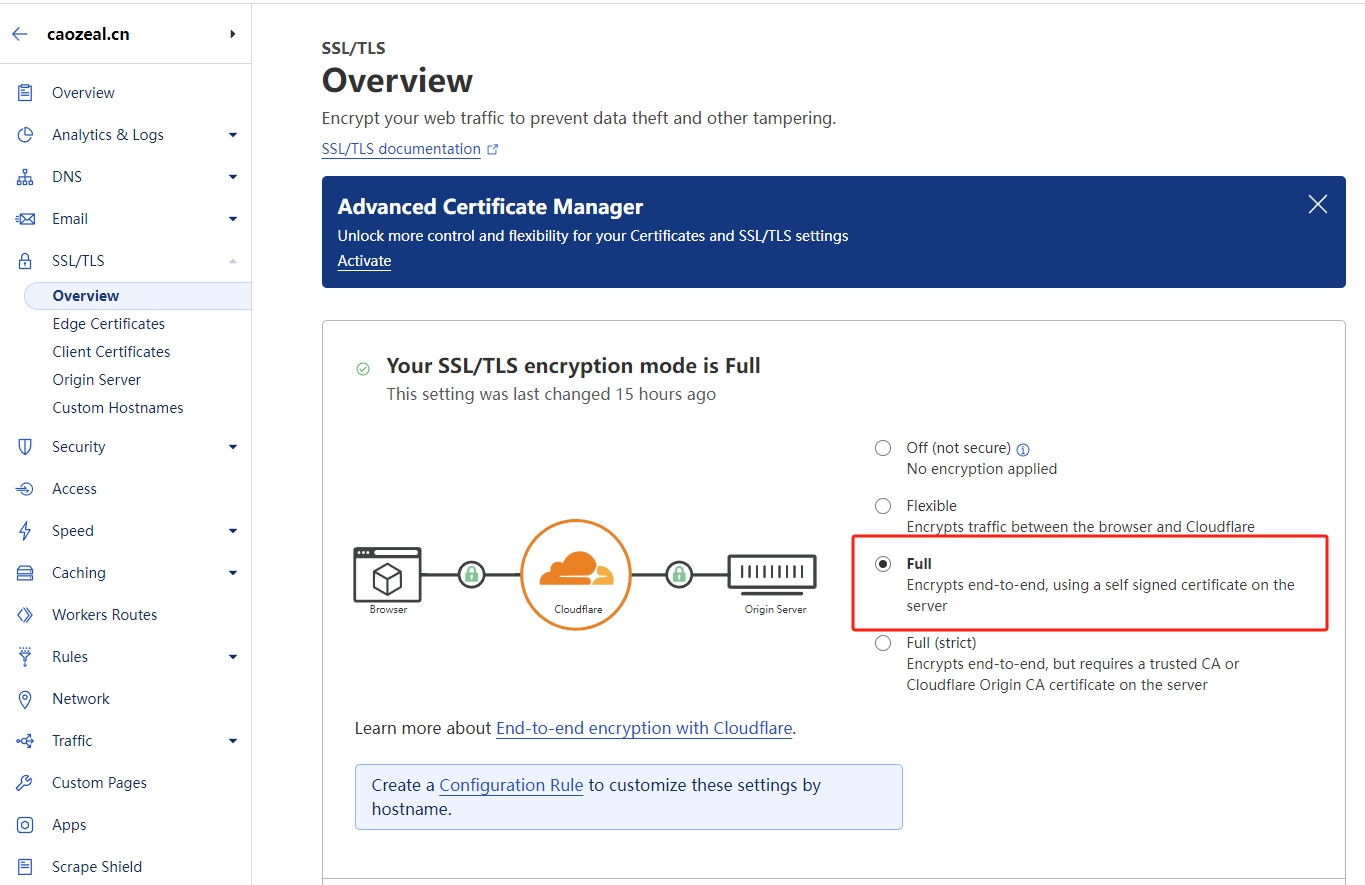 caozeal.cn
Overview
Analytics & Logs
DNS
Email
SSL/TLS
Overview
Edge Certificates
Client Certificates
Origin Server
Custom Hostnames
Security
Access
Speed
Caching
Workers Routes
Rules
Network
Traffic
Custom Pages
Apps
Scrape Shield
SSL/TLS
Overview
Encrypt your web traffic to prevent data theft and other tampering.
SSL/TLS documentation
Advanced Certificate Manager
Unlock more control and flexibility for your Certificates and SSL/TLS settings
Activate
Your SSL/TLS encryption mode is Full
This setting was last changed 15 hours ago
Browser
Cloudflare
Origin Server
Off (not secure)
No encryption applied
Flexible
Encrypts traffic between the browser and Cloudflare
Full
Encrypts end-to-end, using a self signed certificate on the
server
Full (strict)
Encrypts end-to-end, but requires a trusted CA or
Cloudflare Origin CA certificate on the server
Learn more about End-to-end encryption with Cloudflare.
Create a Configuration Rule to customize these settings by
hostname.